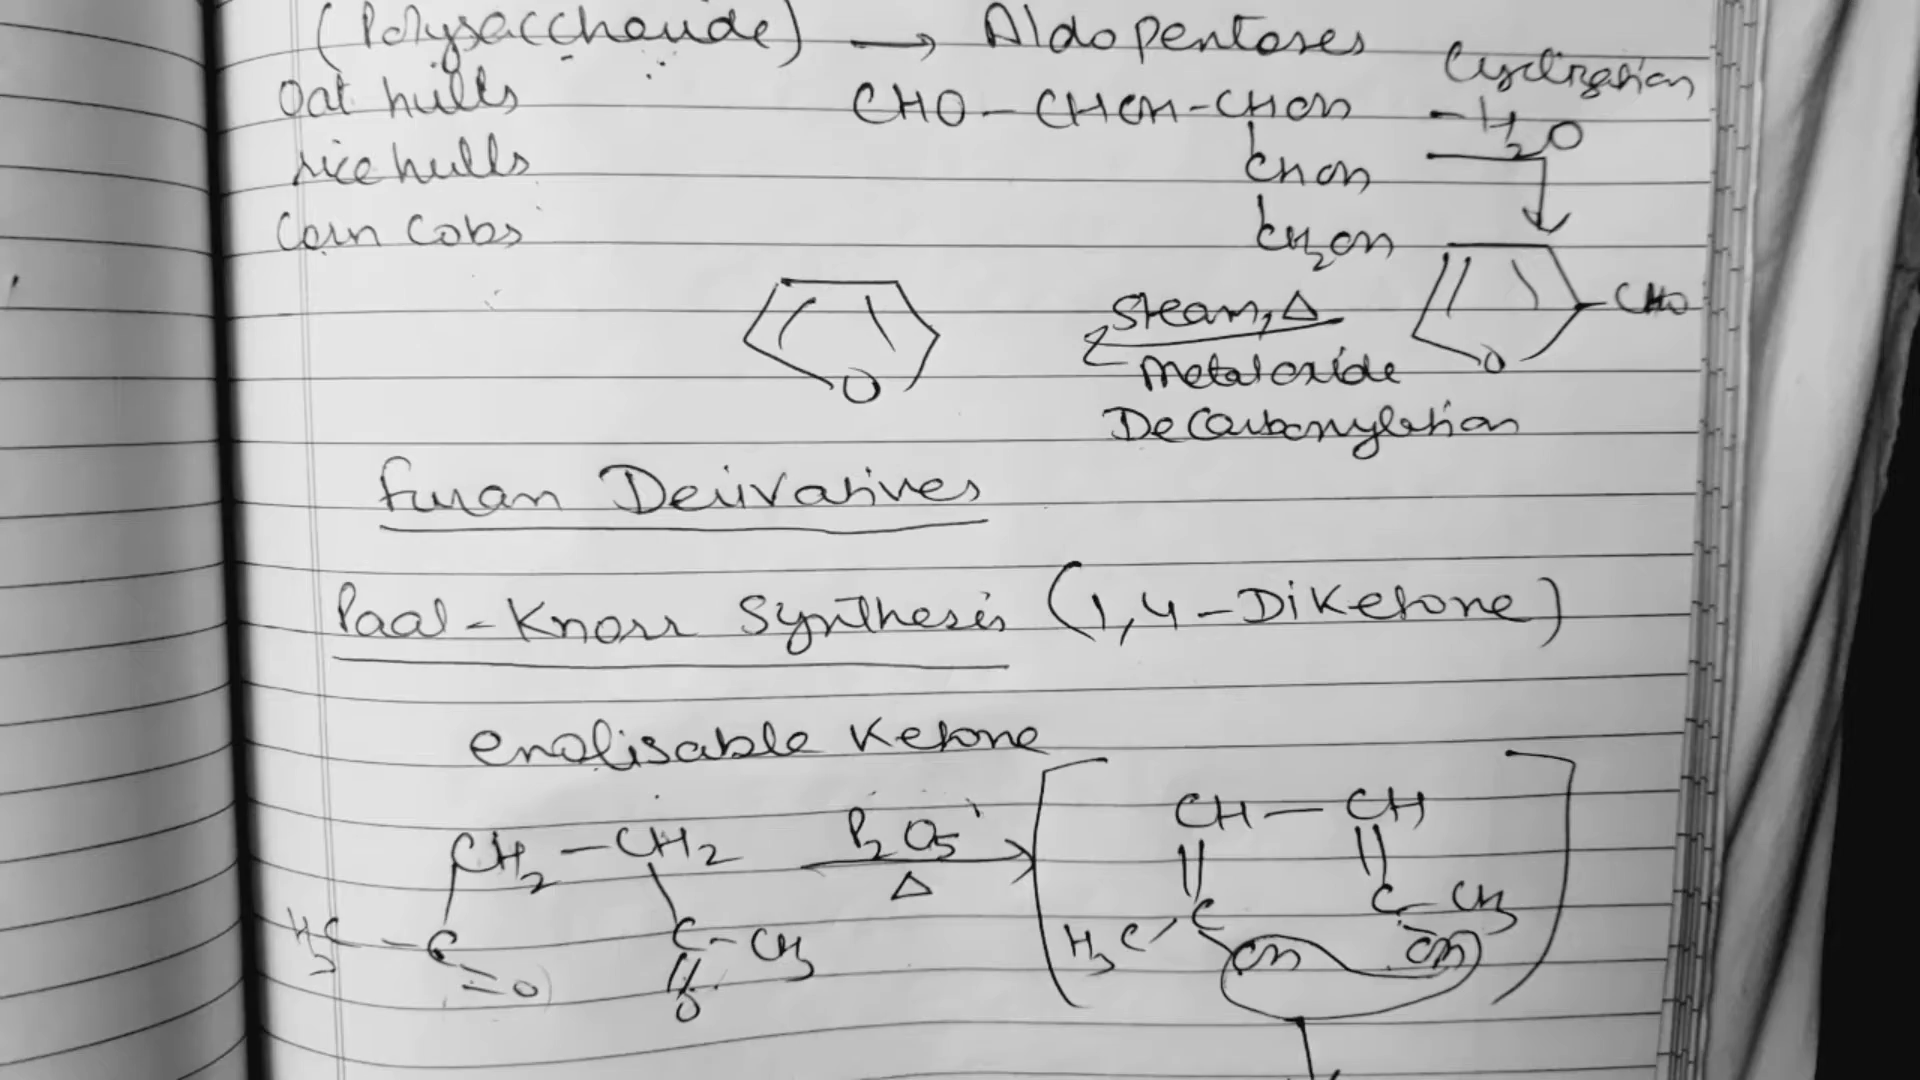 (Polysaccharide) → Aldopentoses
Oat hulls
rice hulls
Corn Cobs
CHO - CHOH - CHOH
CHOH
CH2OH
Cyclization
-H2O
CHO
O
Steam, Δ
Metal oxide
DeCarbonylation
O
Furan Derivatives
Paal-Knorr Synthesis (1,4-DiKetone)
enolisable Ketone
CH2 - CH2
H3C - C = O
C - CH3
O
P2O5
Δ
CH - CH
H3C C
C - CH3
OH OH